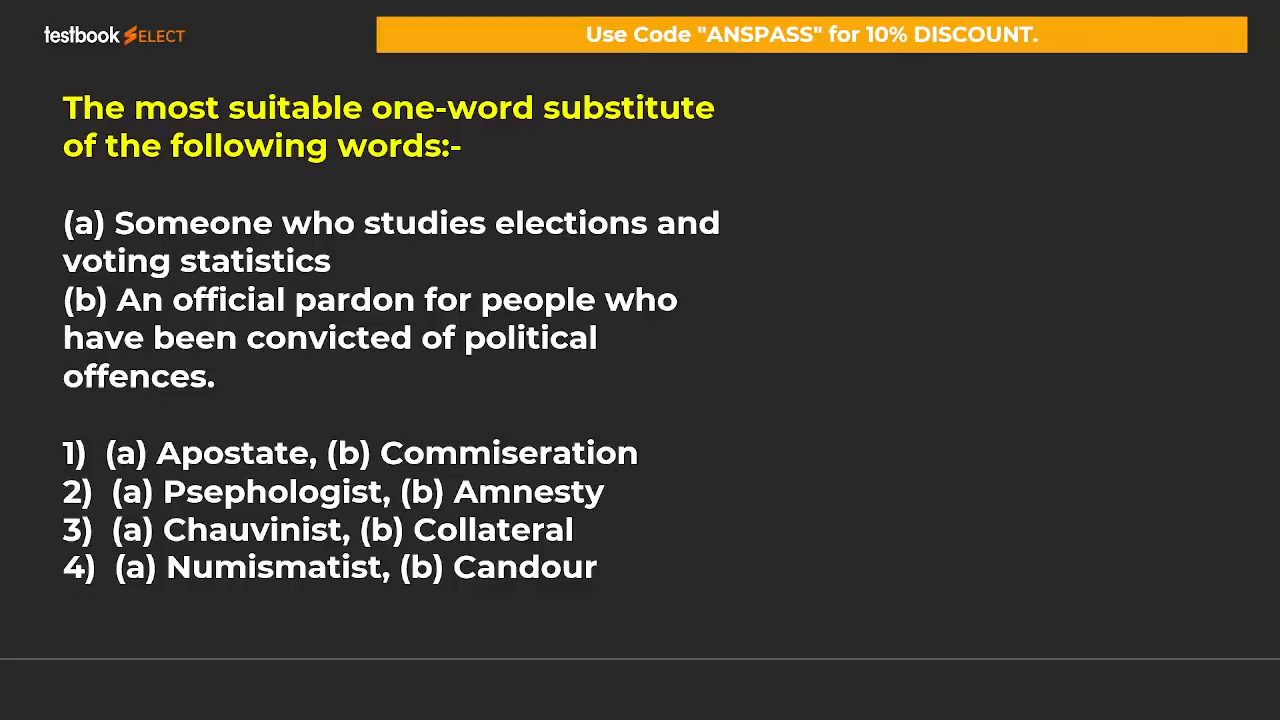 testbook SELECT
Use Code "ANSPASS" for 10% DISCOUNT.
The most suitable one-word substitute
of the following words:-
(a) Someone who studies elections and
voting statistics
(b) An official pardon for people who
have been convicted of political
offences.
1) (a) Apostate, (b) Commiseration
2) (a) Psephologist, (b) Amnesty
3) (a) Chauvinist, (b) Collateral
4) (a) Numismatist, (b) Candour